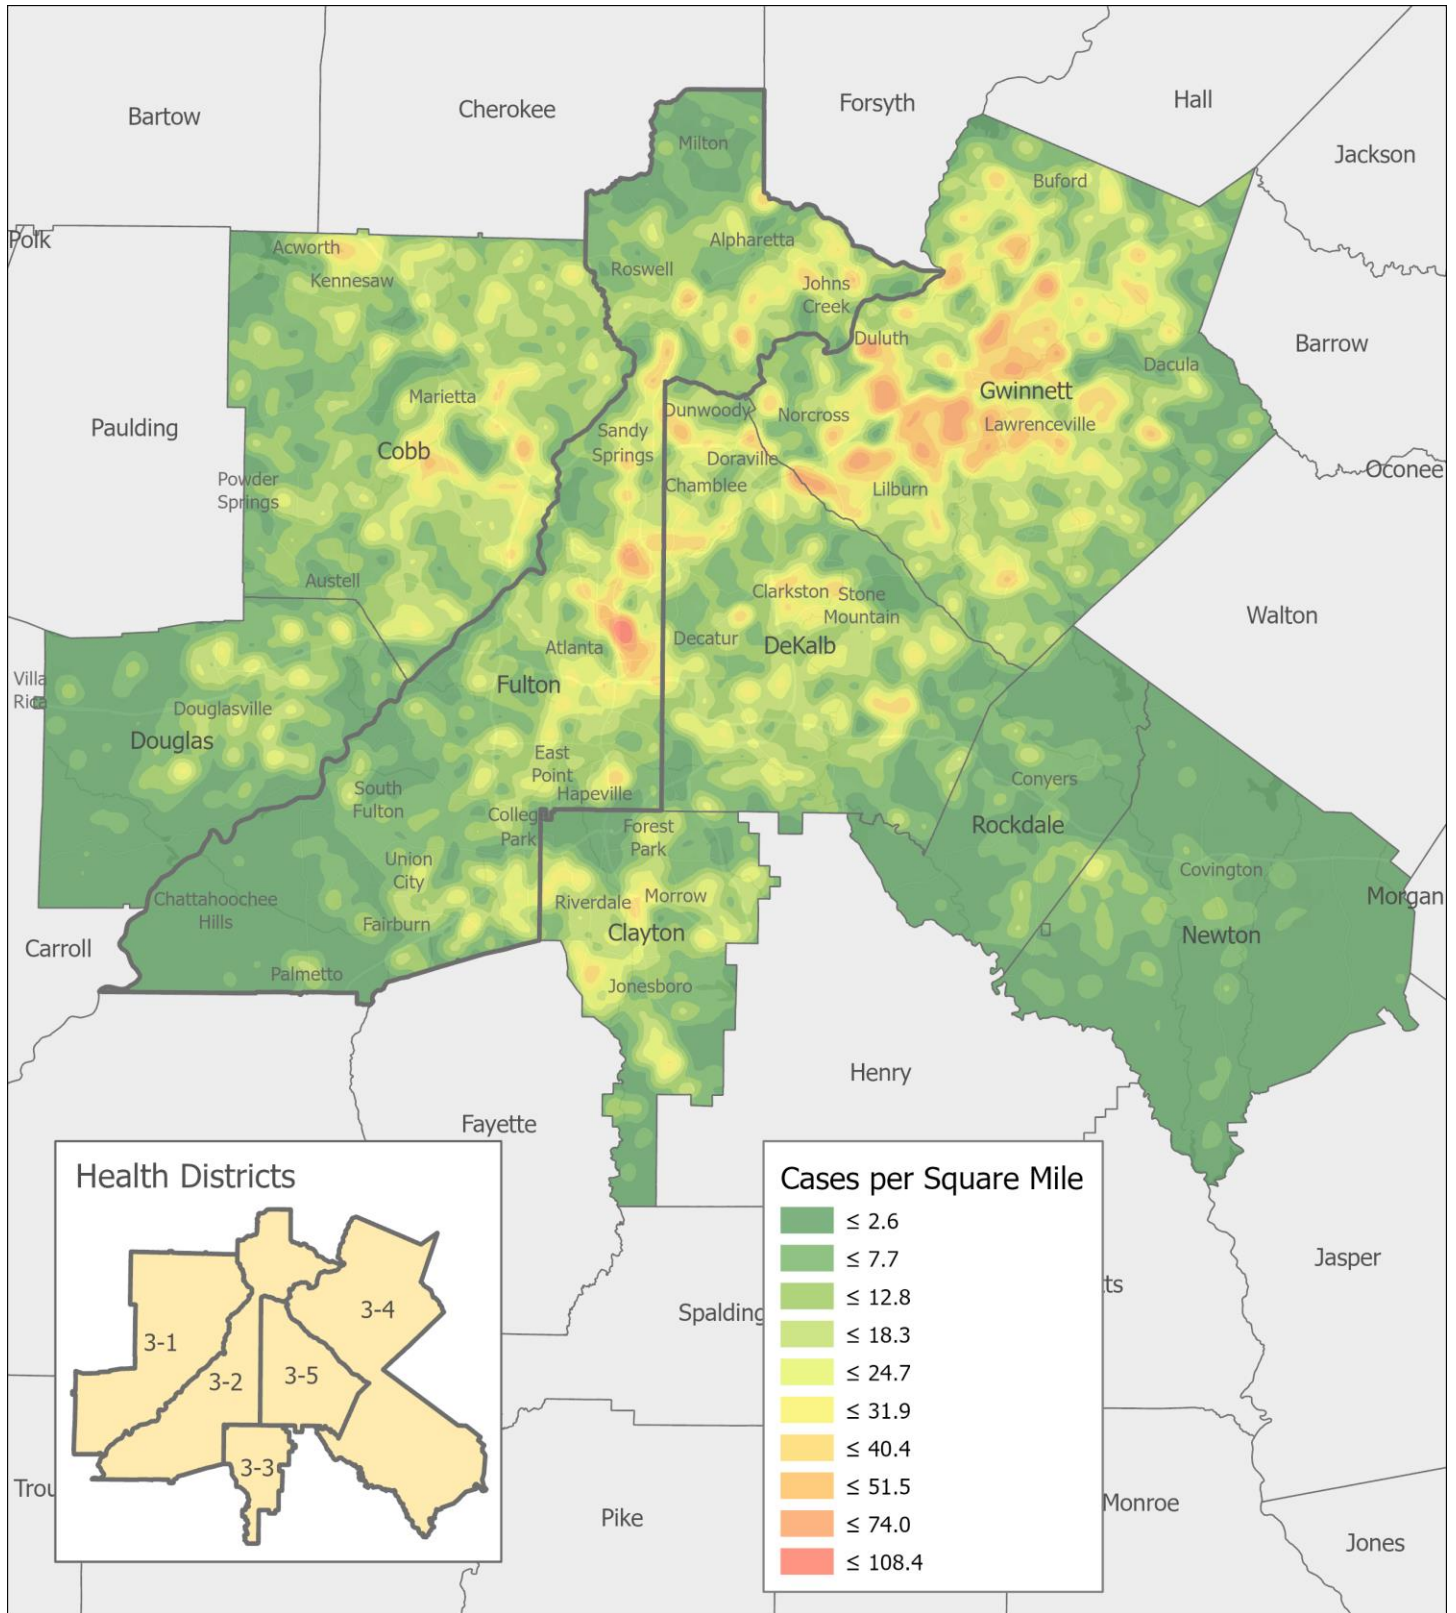 Bartow
Cherokee
Forsyth
Hall
Jackson
Milton
Buford
Polk
Acworth
Kennesaw
Alpharetta
Roswell
Johns
Creek
Duluth
Barrow
Dacula
Paulding
Marietta
Gwinnett
Dunwoody
Norcross
Lawrenceville
Cobb
Sandy
Springs
Doraville
Chamblee
Lilburn
Oconee
Powder
Springs
Austell
Clarkston
Stone
Mountain
Walton
Decatur
DeKalb
Atlanta
Fulton
Villa
Rica
Douglasville
Douglas
East
Point
Hapeville
South
Fulton
Conyers
Rockdale
Colleg
Park
Forest
Park
Union
City
Covington
Chattahoochee
Hills
Riverdale
Morrow
Morgan
Fairburn
Clayton
Newton
Carroll
Palmetto
Jonesboro
Henry
Fayette
Jasper
Spalding
ts
Trou
Pike
Monroe
Jones
Health Districts
3-1
3-2
3-3
3-4
3-5
Cases per Square Mile
≤ 2.6
≤ 7.7
≤ 12.8
≤ 18.3
≤ 24.7
≤ 31.9
≤ 40.4
≤ 51.5
≤ 74.0
≤ 108.4